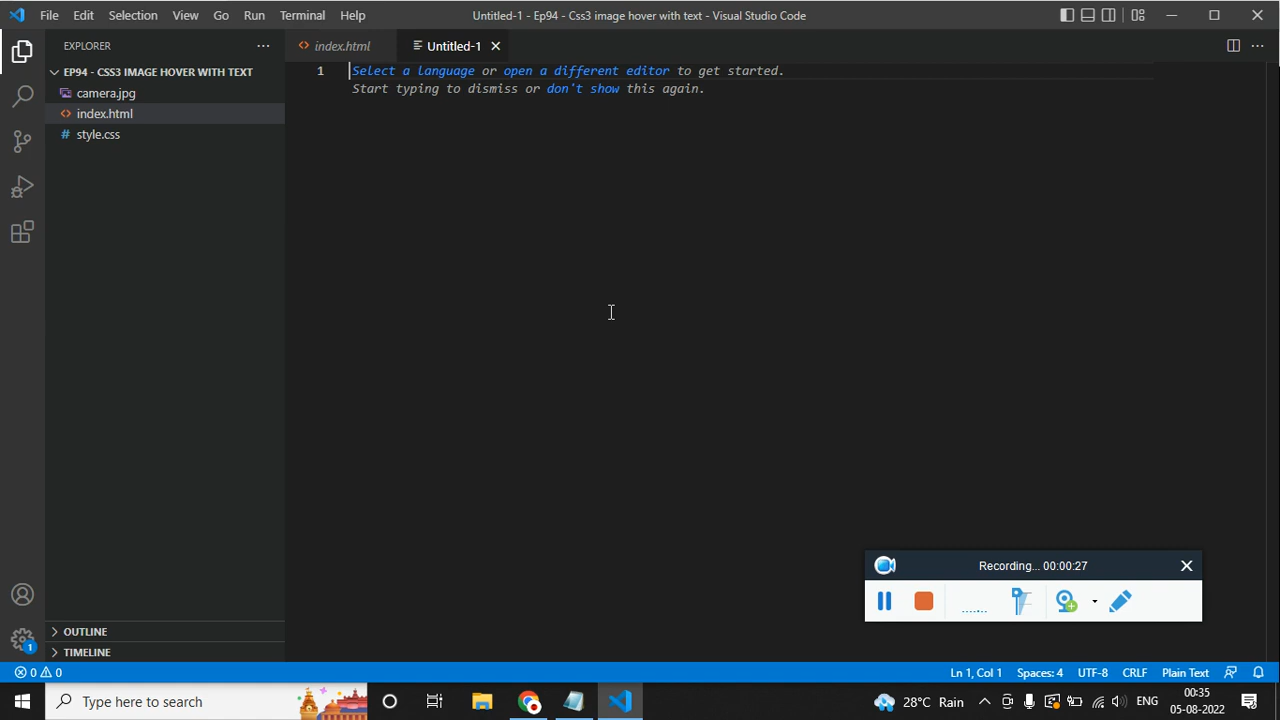 File Edit Selection View Go Run Terminal Help
Untitled-1 - Ep94 - Css3 image hover with text - Visual Studio Code
EXPLORER
EP94 - CSS3 IMAGE HOVER WITH TEXT
camera.jpg
index.html
style.css
index.html
Untitled-1
1
Select a language or open a different editor to get started.
Start typing to dismiss or don't show this again.
Recording... 00:00:27
OUTLINE
TIMELINE
1
0 0
Ln 1, Col 1 Spaces: 4 UTF-8 CRLF Plain Text
Type here to search
28°C Rain
ENG
00:35
05-08-2022